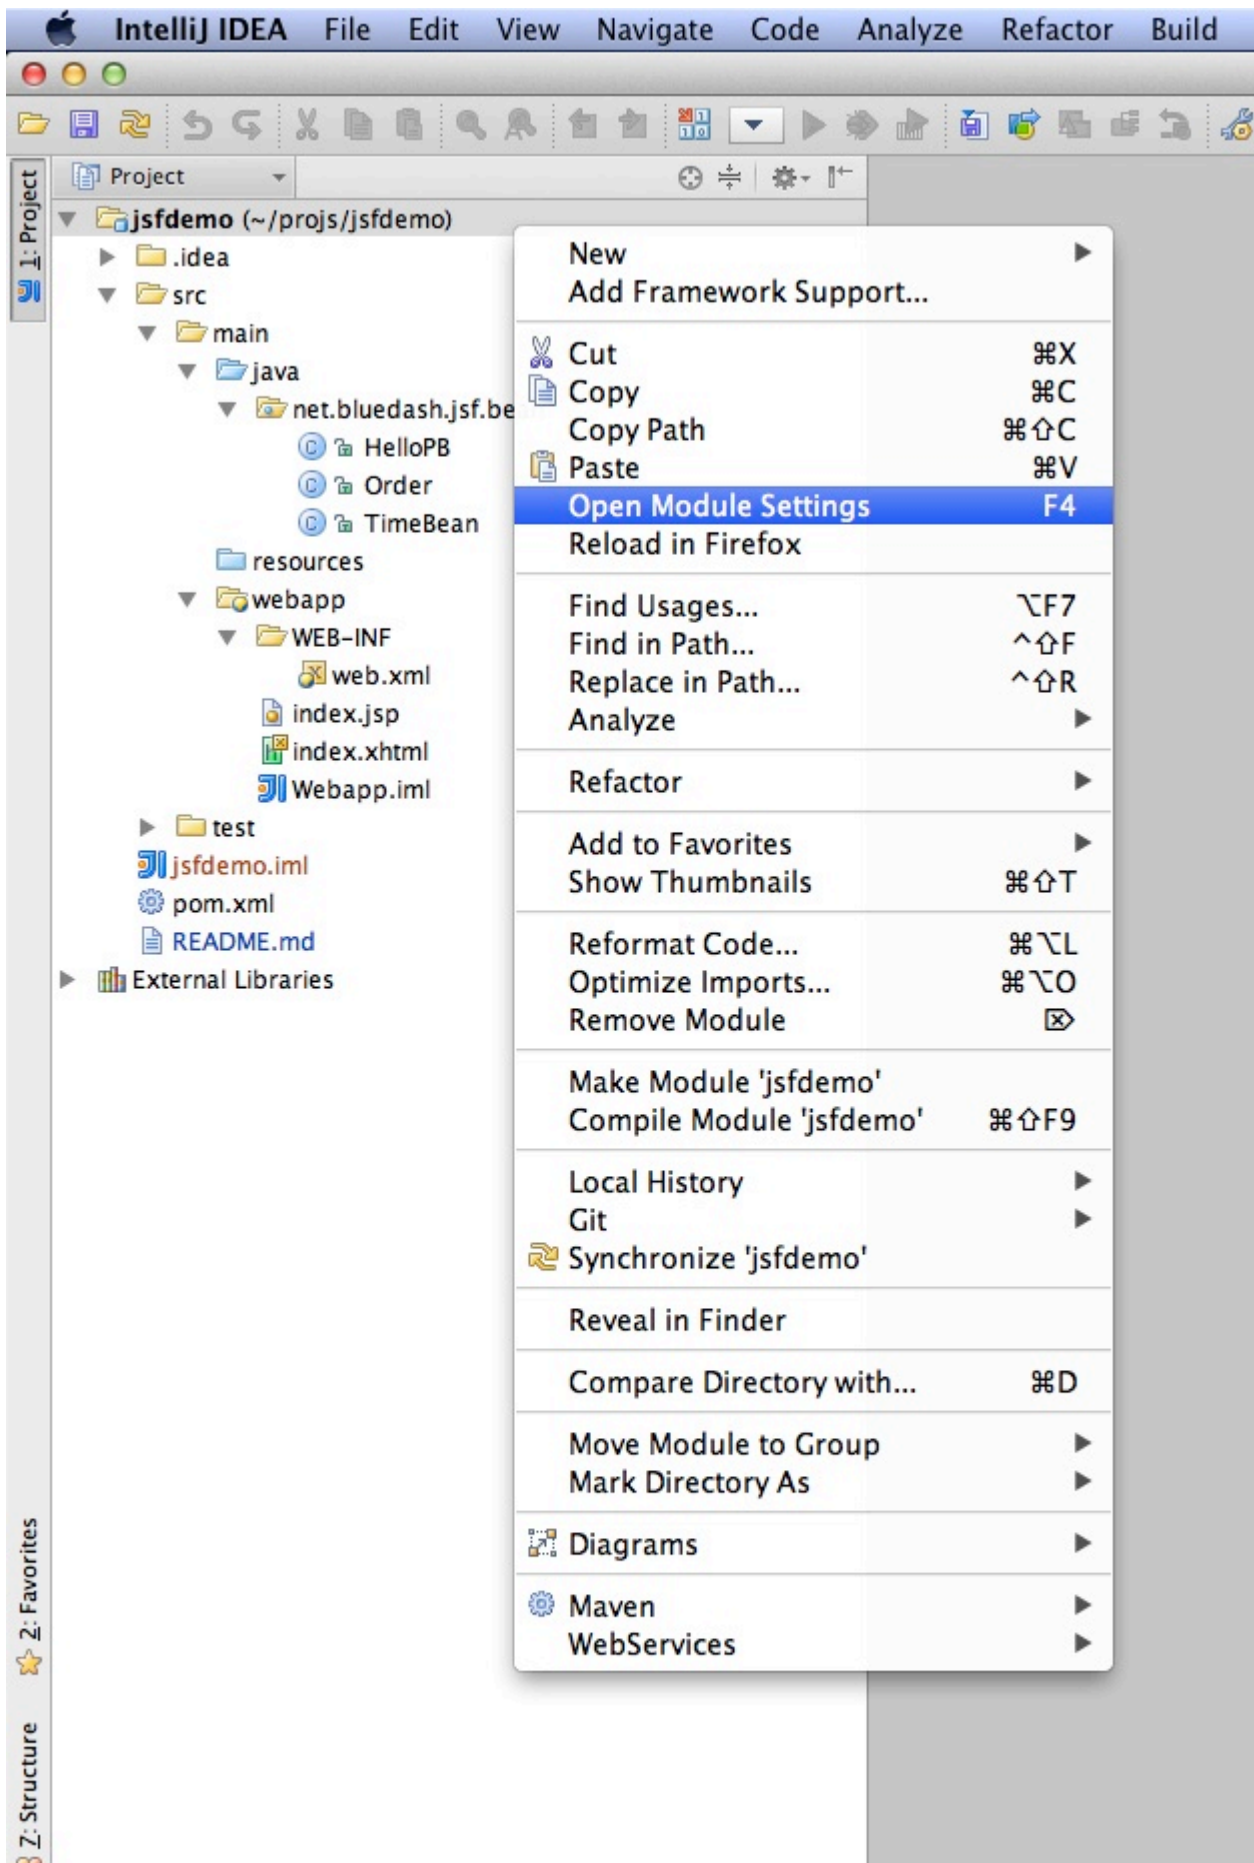 IntelliJ IDEA File Edit View Navigate Code Analyze Refactor Build
Project
1: Project
jsfdemo (~/projs/jsfdemo)
.idea
src
main
java
net.bluedash.jsf.be
HelloPB
Order
TimeBean
resources
webapp
WEB-INF
web.xml
index.jsp
index.xhtml
Webapp.iml
test
jsfdemo.iml
pom.xml
README.md
External Libraries
New
Add Framework Support...
Cut ⌘X
Copy ⌘C
Copy Path ⌘⇧C
Paste ⌘V
Open Module Settings F4
Reload in Firefox
Find Usages... ⌥F7
Find in Path... ^⇧F
Replace in Path... ^⇧R
Analyze
Refactor
Add to Favorites
Show Thumbnails ⌘⇧T
Reformat Code... ⌘⌥L
Optimize Imports... ⌘⌥O
Remove Module ⌦
Make Module 'jsfdemo'
Compile Module 'jsfdemo' ⌘⇧F9
Local History
Git
Synchronize 'jsfdemo'
Reveal in Finder
Compare Directory with... ⌘D
Move Module to Group
Mark Directory As
Diagrams
Maven
WebServices
2: Favorites
7: Structure